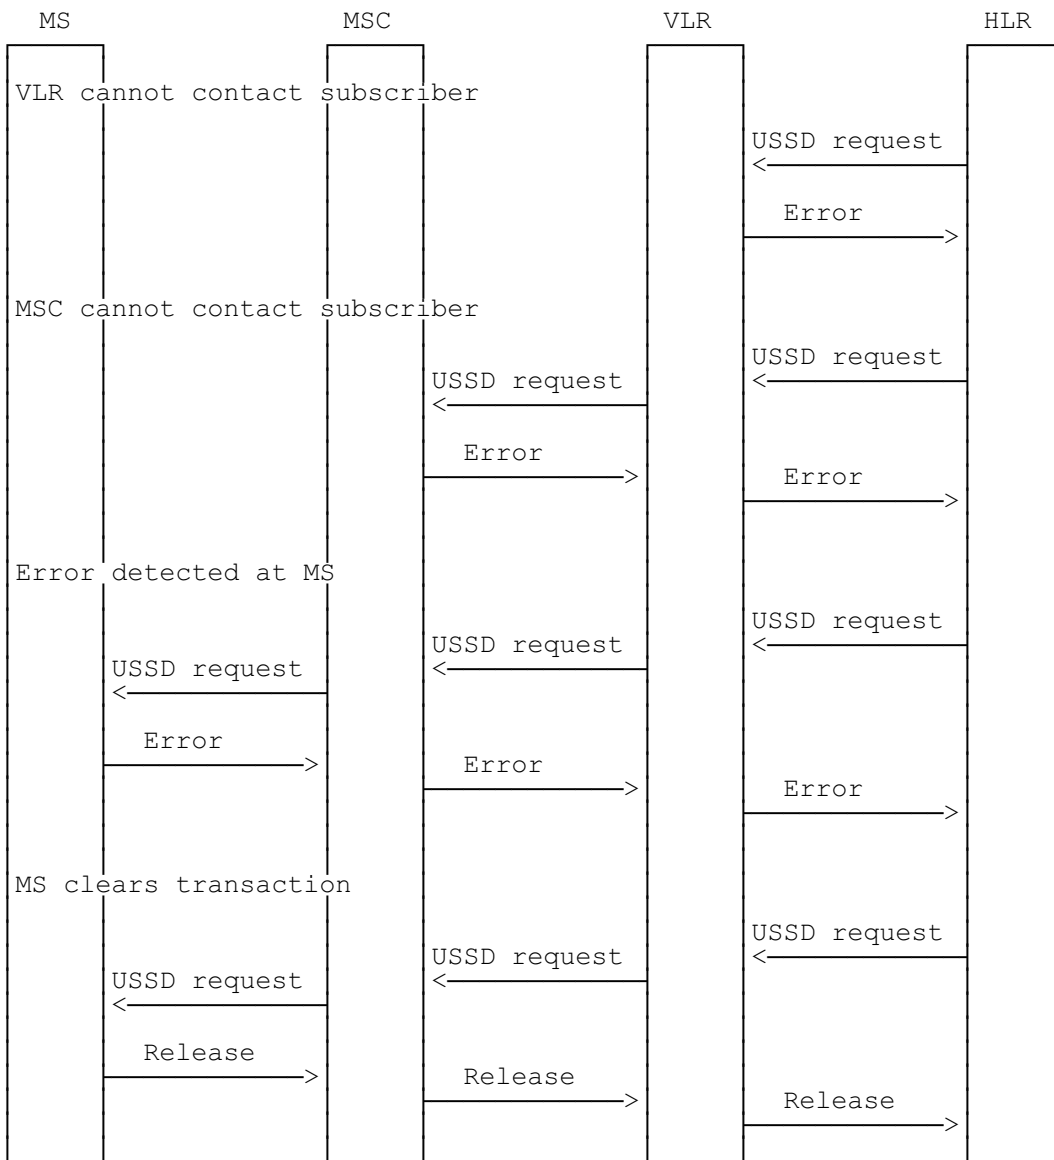 MS MSC VLR HLR
VLR cannot contact subscriber
USSD request
Error
MSC cannot contact subscriber
USSD request
USSD request
Error
Error
Error detected at MS
USSD request
USSD request
USSD request
Error
Error
Error
MS clears transaction
USSD request
USSD request
USSD request
Release
Release
Release